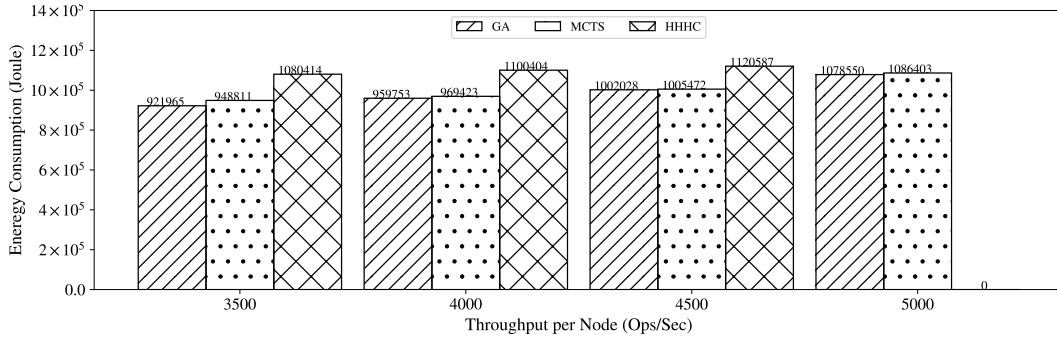 14×10⁵
12×10⁵
10×10⁵
8×10⁵
6×10⁵
4×10⁵
2×10⁵
0.0
Eneregy Consumption (Joule)
GA MCTS HHHC
921965 948811 1080414 959753 969423 1100404 1002028 1005472 1120587 1078550 1086403 0
3500 4000 4500 5000
Throughput per Node (Ops/Sec)